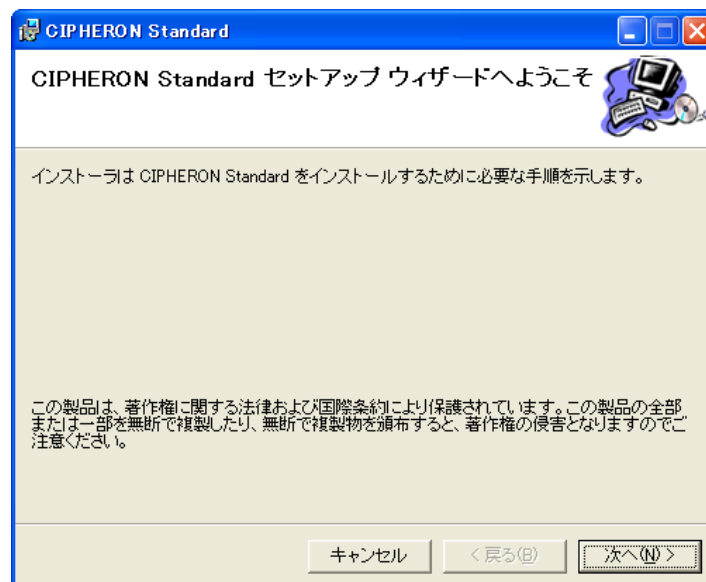 CIPHERON Standard
CIPHERON Standard セットアップ ウィザードへようこそ
インストーラは CIPHERON Standard をインストールするために必要な手順を示します。
この製品は、著作権に関する法律および国際条約により保護されています。この製品の全部
または一部を無断で複製したり、無断で複製物を頒布すると、著作権の侵害となりますのでご
注意ください。
キャンセル
< 戻る(B)
次へ(N) >